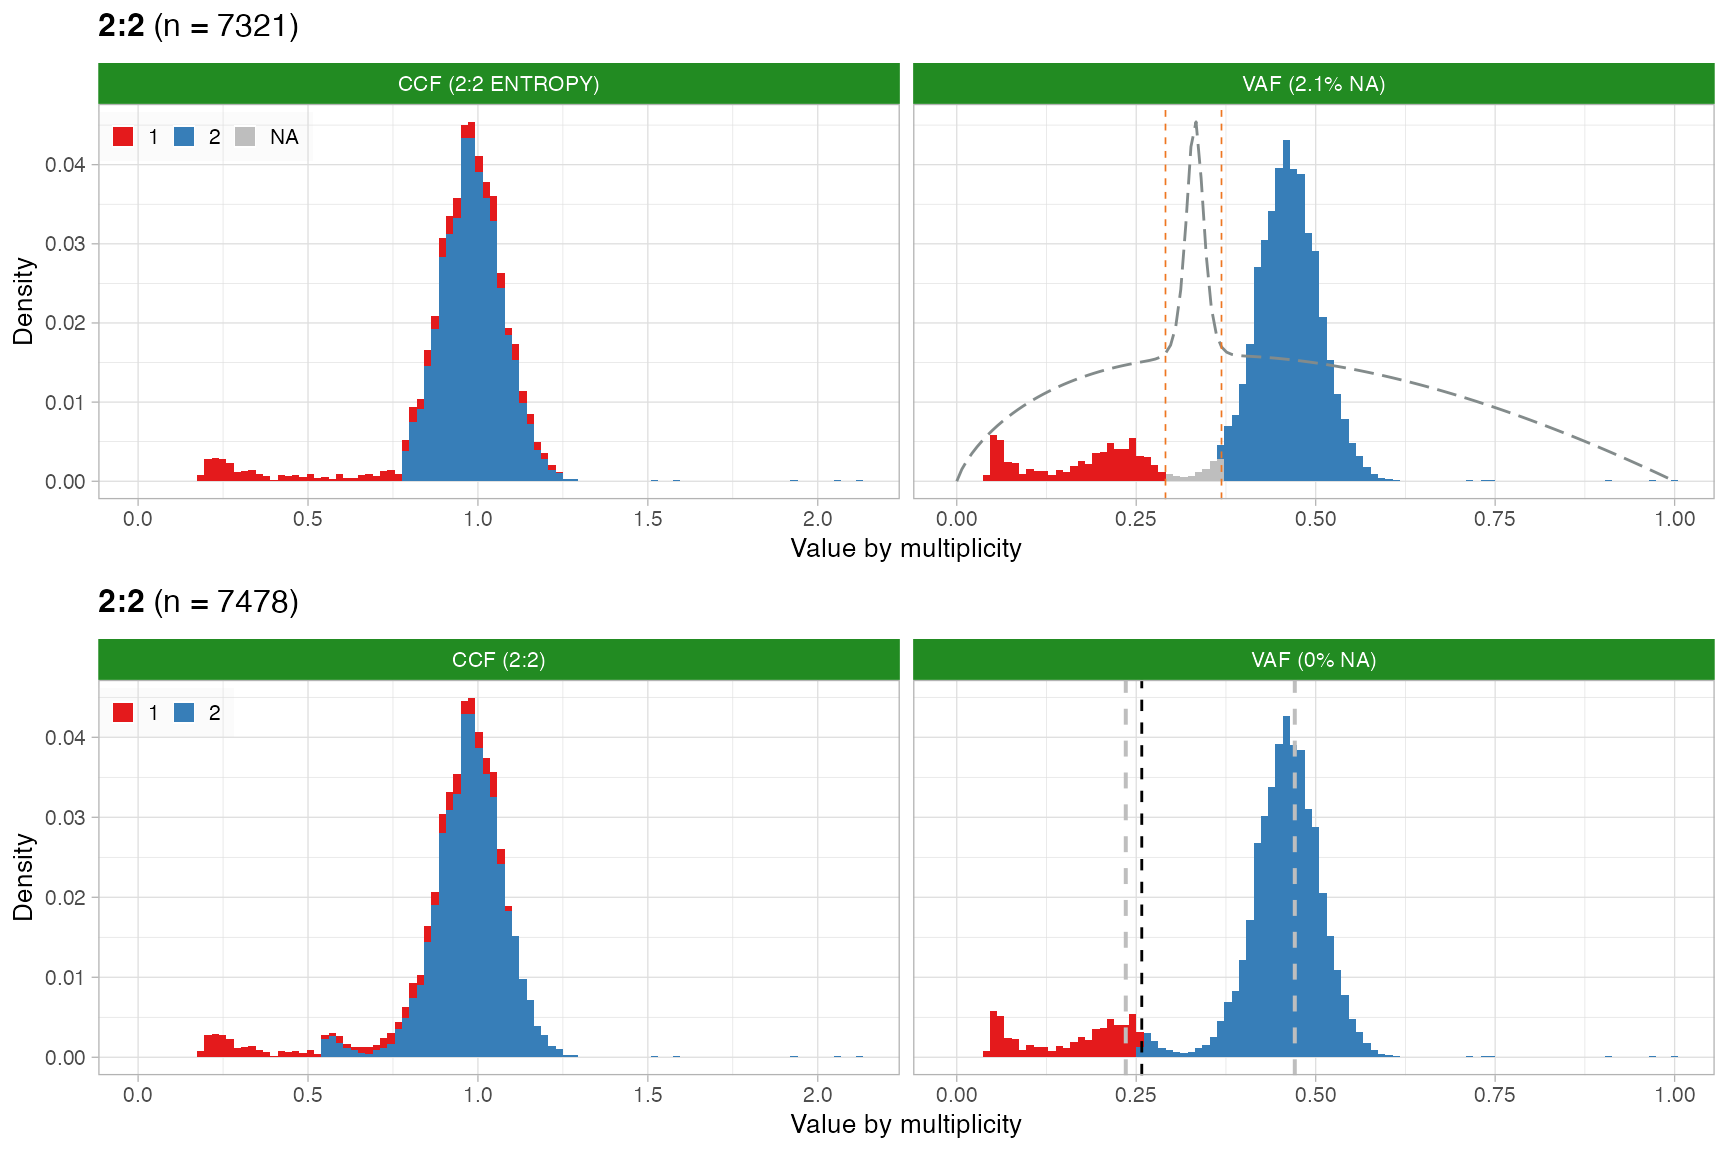 2:2 (n = 7321)
CCF (2:2 ENTROPY)
VAF (2.1% NA)
1 2 NA
Density
0.04
0.03
0.02
0.01
0.00
0.0 0.5 1.0 1.5 2.0
0.00 0.25 0.50 0.75 1.00
Value by multiplicity
2:2 (n = 7478)
CCF (2:2)
VAF (0% NA)
1 2
Density
0.04
0.03
0.02
0.01
0.00
0.0 0.5 1.0 1.5 2.0
0.00 0.25 0.50 0.75 1.00
Value by multiplicity